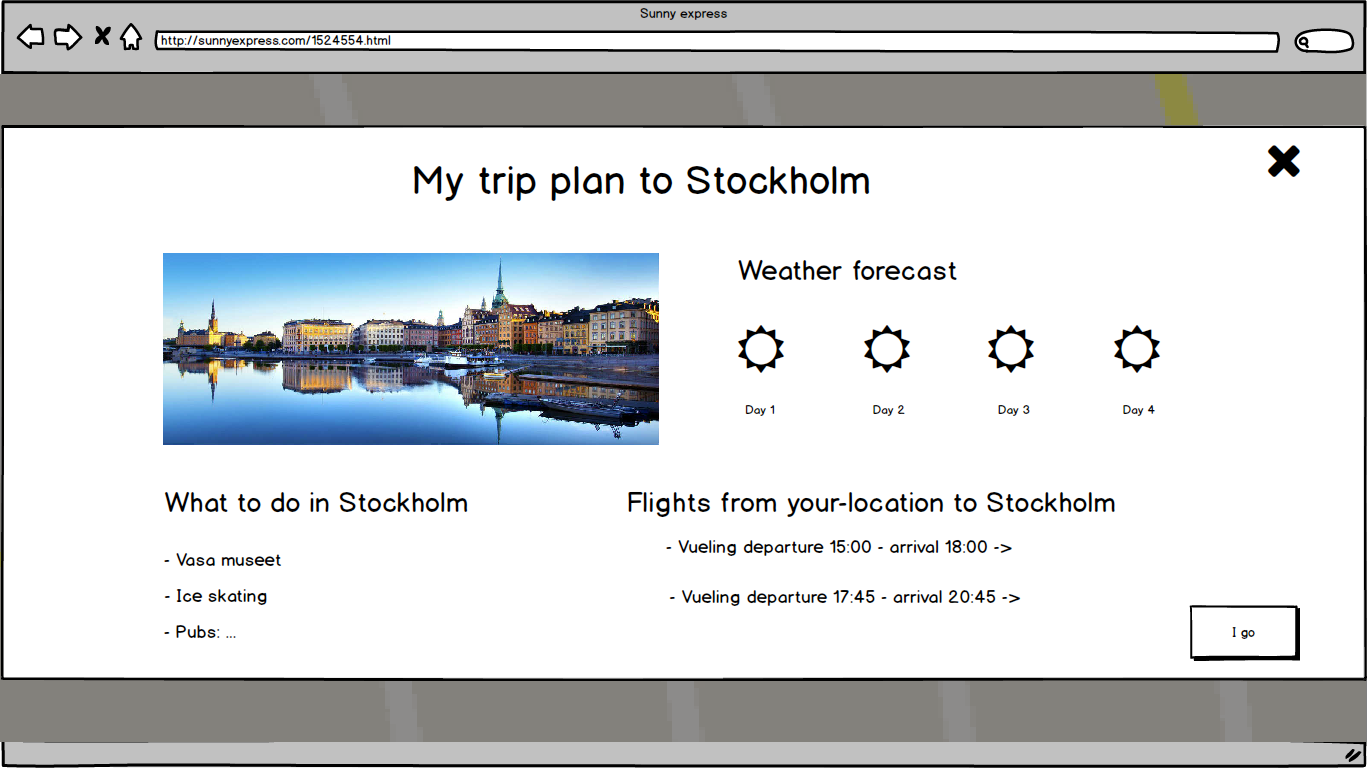 Sunny express
http://sunnyexpress.com/1524554.html
My trip plan to Stockholm
Weather forecast
Day 1
Day 2
Day 3
Day 4
What to do in Stockholm
- Vasa museet
- Ice skating
- Pubs: ...
Flights from your-location to Stockholm
- Vueling departure 15:00 - arrival 18:00 ->
- Vueling departure 17:45 - arrival 20:45 ->
I go